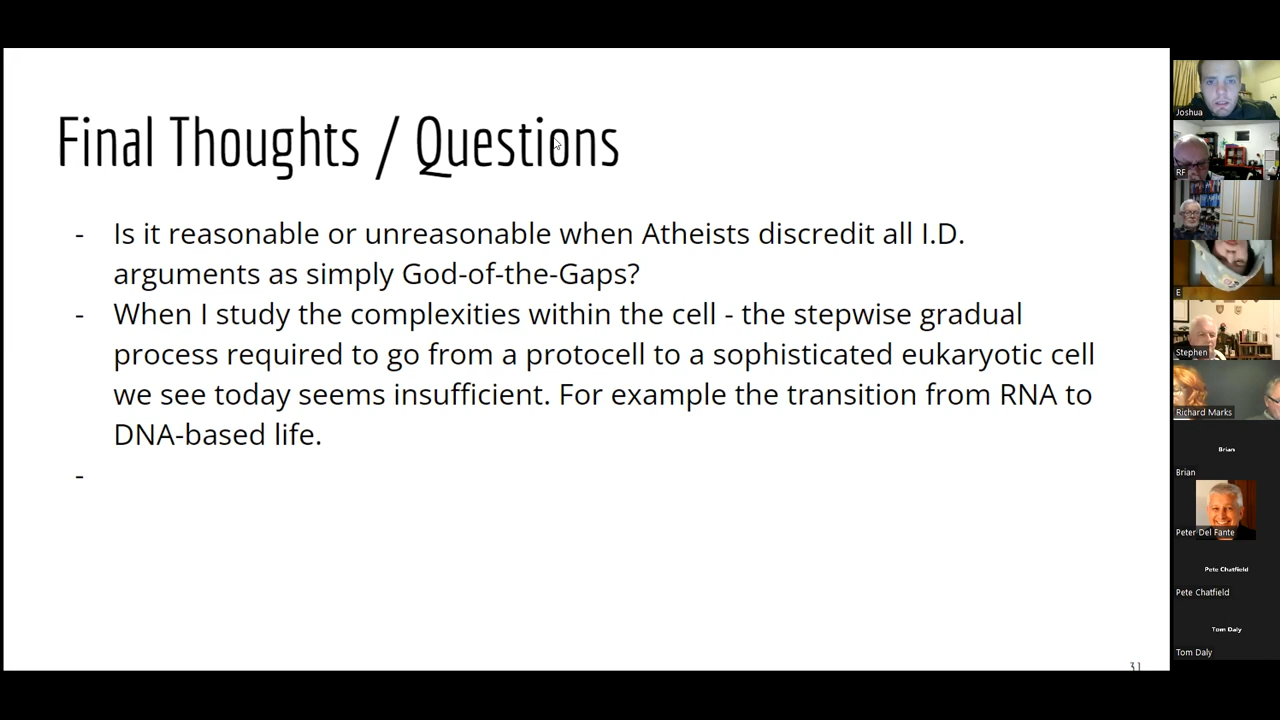 Final Thoughts / Questions
- Is it reasonable or unreasonable when Atheists discredit all I.D.
arguments as simply God-of-the-Gaps?
- When I study the complexities within the cell - the stepwise gradual
process required to go from a protocell to a sophisticated eukaryotic cell
we see today seems insufficient. For example the transition from RNA to
DNA-based life.
-
31
Joshua
RF
E
Stephen
Richard Marks
Brian
Brian
Peter Del Fante
Pete Chatfield
Pete Chatfield
Tom Daly
Tom Daly